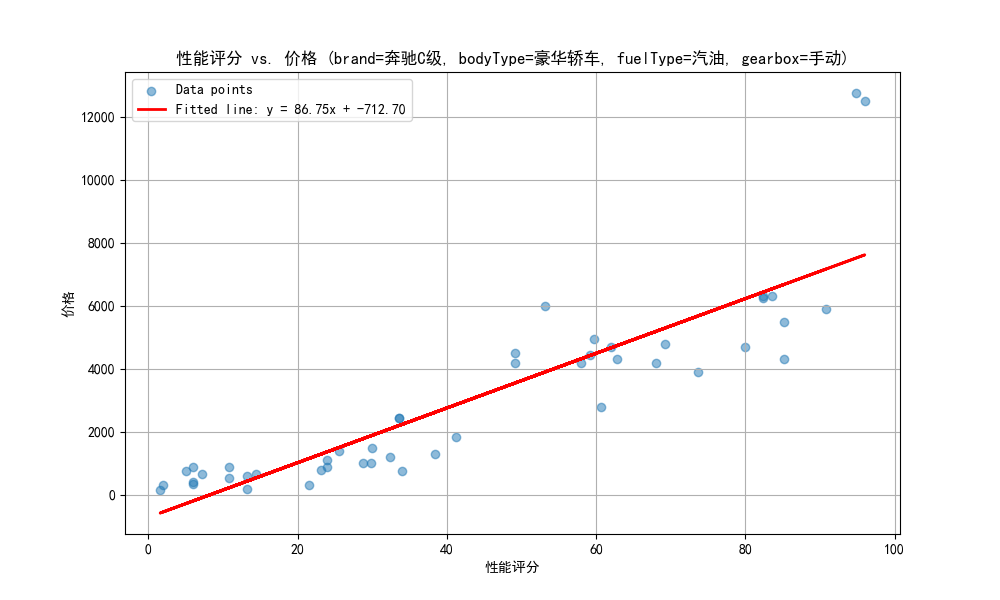 性能评分 vs. 价格 (brand=奔驰C级, bodyType=豪华轿车, fuelType=汽油, gearbox=手动)
Data points
Fitted line: y = 86.75x + -712.70
价格
12000
10000
8000
6000
4000
2000
0
0 20 40 60 80 100
性能评分